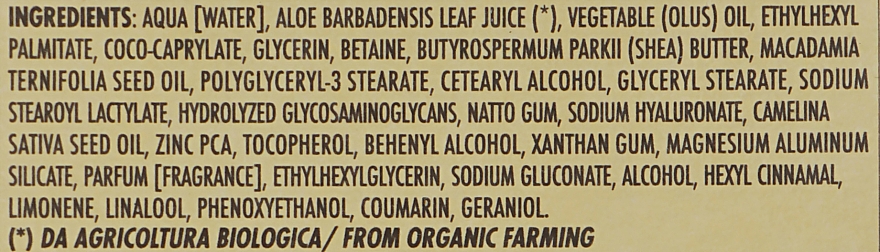 INGREDIENTS: AQUA [WATER], ALOE BARBADENSIS LEAF JUICE (*), VEGETABLE (OLUS) OIL, ETHYLHEXYL
PALMITATE, COCO-CAPRYLATE, GLYCERIN, BETAINE, BUTYROSPERMUM PARKII (SHEA) BUTTER, MACADAMIA
TERNIFOLIA SEED OIL, POLYGLYCERYL-3 STEARATE, CETEARYL ALCOHOL, GLYCERYL STEARATE, SODIUM
STEAROYL LACTYLATE, HYDROLYZED GLYCOSAMINOGLYCANS, NATTO GUM, SODIUM HYALURONATE, CAMELINA
SATIVA SEED OIL, ZINC PCA, TOCOPHEROL, BEHENYL ALCOHOL, XANTHAN GUM, MAGNESIUM ALUMINUM
SILICATE, PARFUM [FRAGRANCE], ETHYLHEXYLGLYCERIN, SODIUM GLUCONATE, ALCOHOL, HEXYL CINNAMAL,
LIMONENE, LINALOOL, PHENOXYETHANOL, COUMARIN, GERANIOL.
(*) DA AGRICOLTURA BIOLOGICA/ FROM ORGANIC FARMING